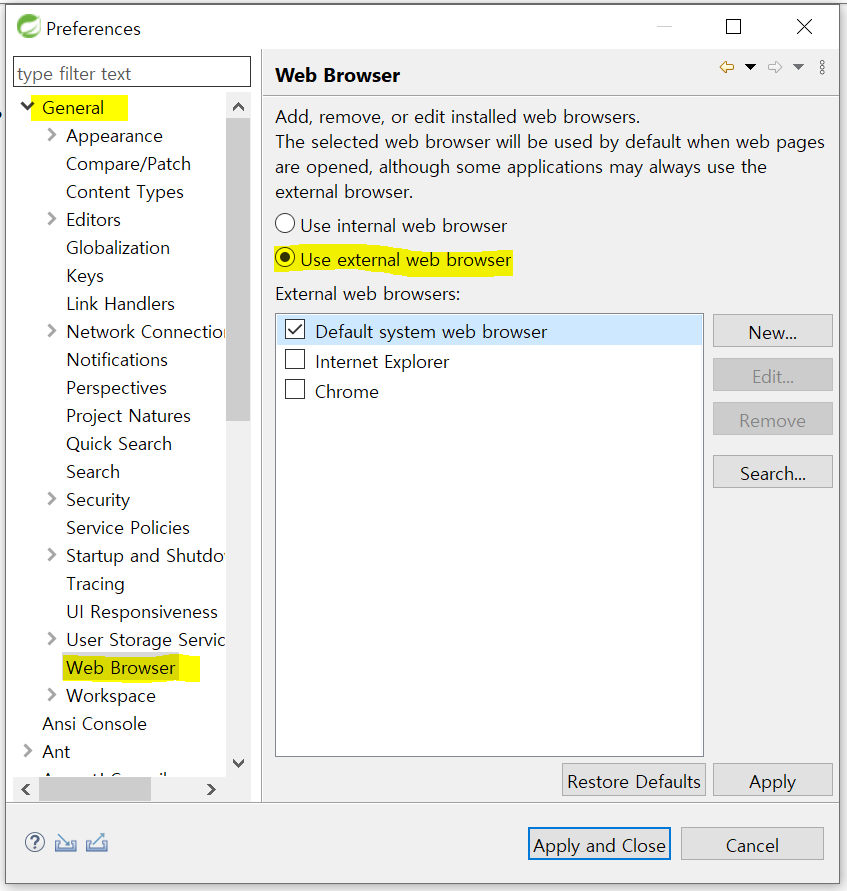 Preferences
type filter text
General
Appearance
Compare/Patch
Content Types
Editors
Globalization
Keys
Link Handlers
Network Connection
Notifications
Perspectives
Project Natures
Quick Search
Search
Security
Service Policies
Startup and Shutdo
Tracing
UI Responsiveness
User Storage Servic
Web Browser
Workspace
Ansi Console
Ant
Web Browser
Add, remove, or edit installed web browsers.
The selected web browser will be used by default when web pages
are opened, although some applications may always use the
external browser.
Use internal web browser
Use external web browser
External web browsers:
Default system web browser
Internet Explorer
Chrome
New...
Edit...
Remove
Search...
Restore Defaults
Apply
?
Apply and Close
Cancel